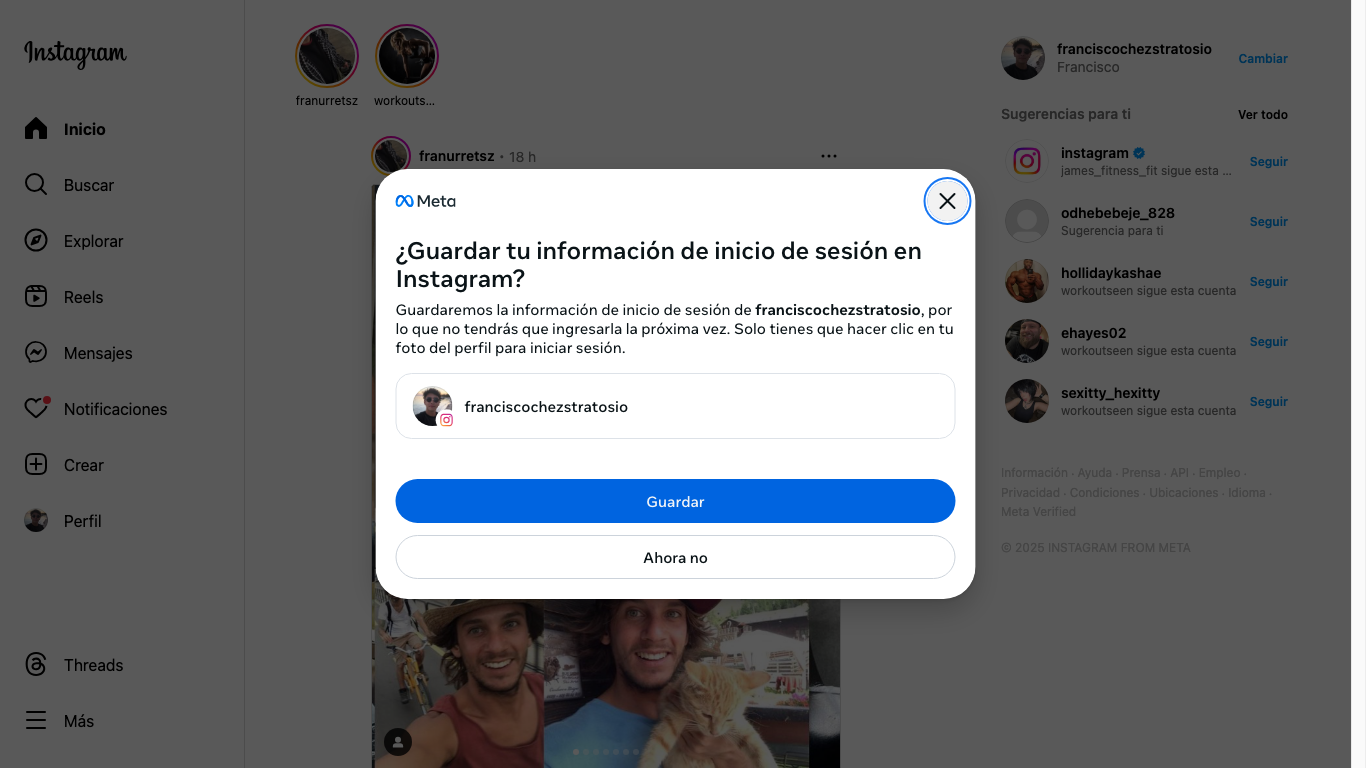 Instagram
Inicio
Buscar
Explorar
Reels
Mensajes
Notificaciones
Crear
Perfil
Threads
Más
franurretsz
workouts...
franurretsz • 18 h
Meta
¿Guardar tu información de inicio de sesión en
Instagram?
Guardaremos la información de inicio de sesión de franciscochezstratosio, por
lo que no tendrás que ingresarla la próxima vez. Solo tienes que hacer clic en tu
foto del perfil para iniciar sesión.
franciscochezstratosio
Guardar
Ahora no
franciscochezstratosio
Francisco
Cambiar
Sugerencias para ti
Ver todo
instagram
james_fitness_fit sigue esta ...
Seguir
odhebebeje_828
Sugerencia para ti
Seguir
hollidaykashae
workoutseen sigue esta cuenta
Seguir
ehayes02
workoutseen sigue esta cuenta
Seguir
sexitty_hexitty
workoutseen sigue esta cuenta
Seguir
Información · Ayuda · Prensa · API · Empleo ·
Privacidad · Condiciones · Ubicaciones · Idioma ·
Meta Verified
© 2025 INSTAGRAM FROM META